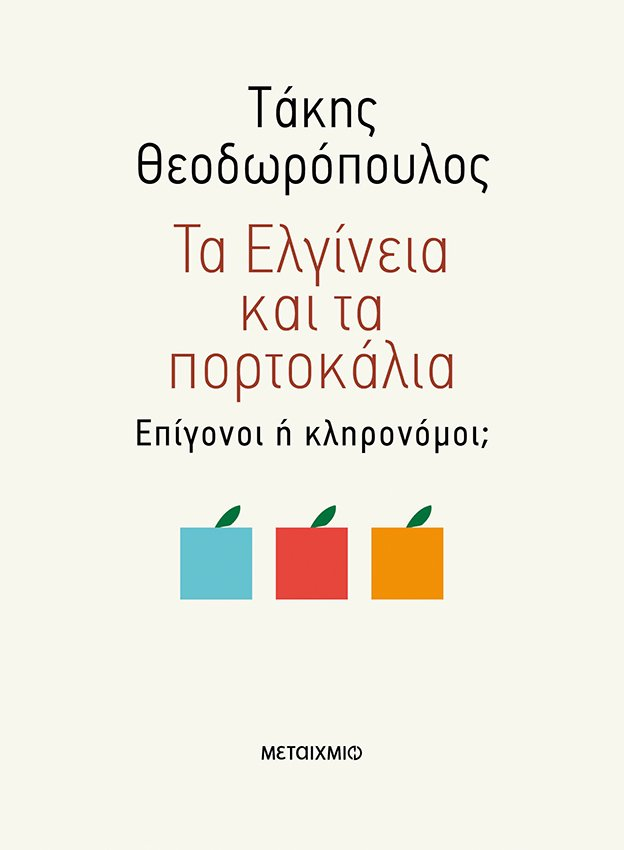 Τάκης
Θεοδωρόπουλος
Τα Ελγίνεια
και τα
πορτοκάλια
Επίγονοι ή κληρονόμοι;
ΜΕΤΑΙΧΜΙΟ